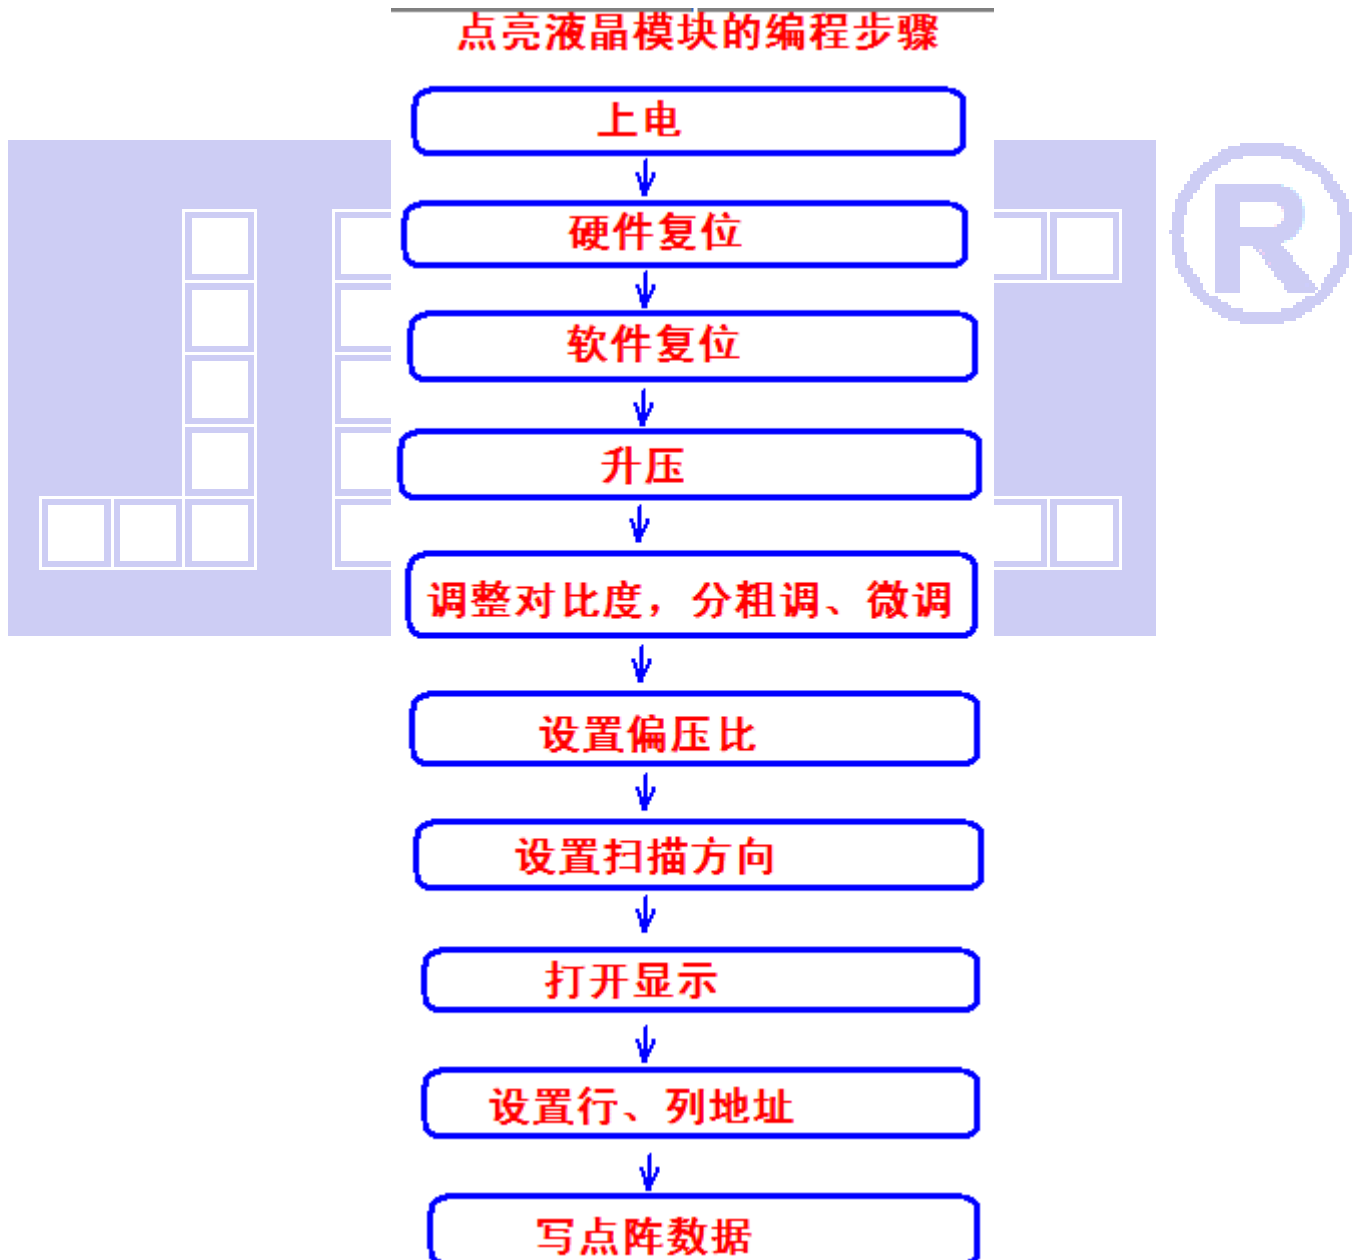 点亮液晶模块的编程步骤
上电
硬件复位
软件复位
升压
调整对比度，分粗调、微调
设置偏压比
设置扫描方向
打开显示
设置行、列地址
写点阵数据
R